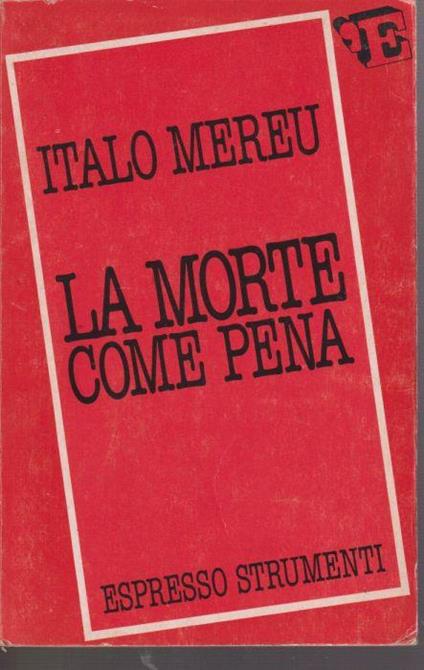 'E
ITALO MEREU
LA MORTE
COME PENA
ESPRESSO STRUMENTI